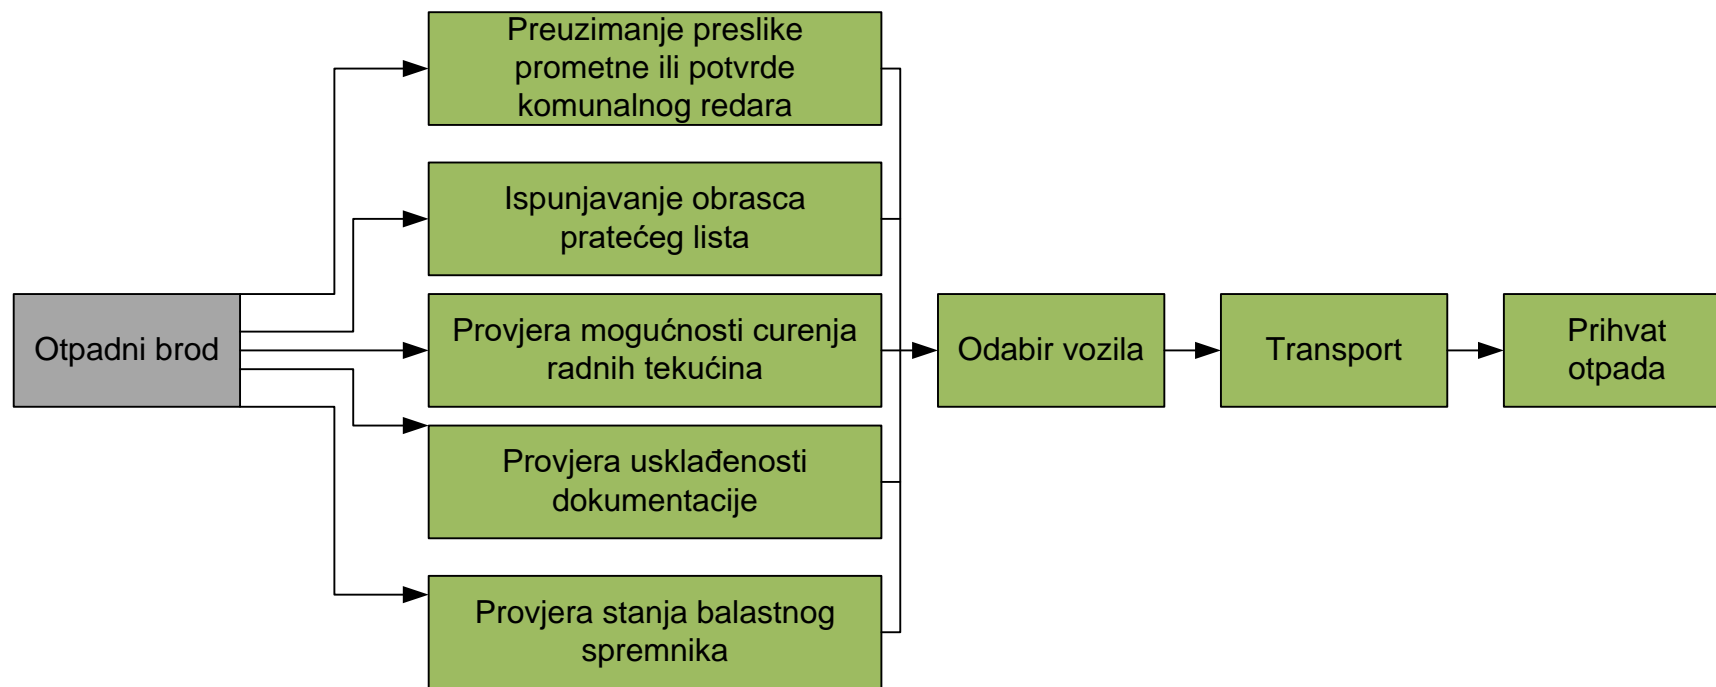 Preuzimanje preslike
prometne ili potvrde
komunalnog redara
Ispunjavanje obrasca
pratećeg lista
Otpadni brod
Provjera mogućnosti curenja
radnih tekućina
Odabir vozila
Transport
Prihvat
otpada
Provjera usklađenosti
dokumentacije
Provjera stanja balastnog
spremnika